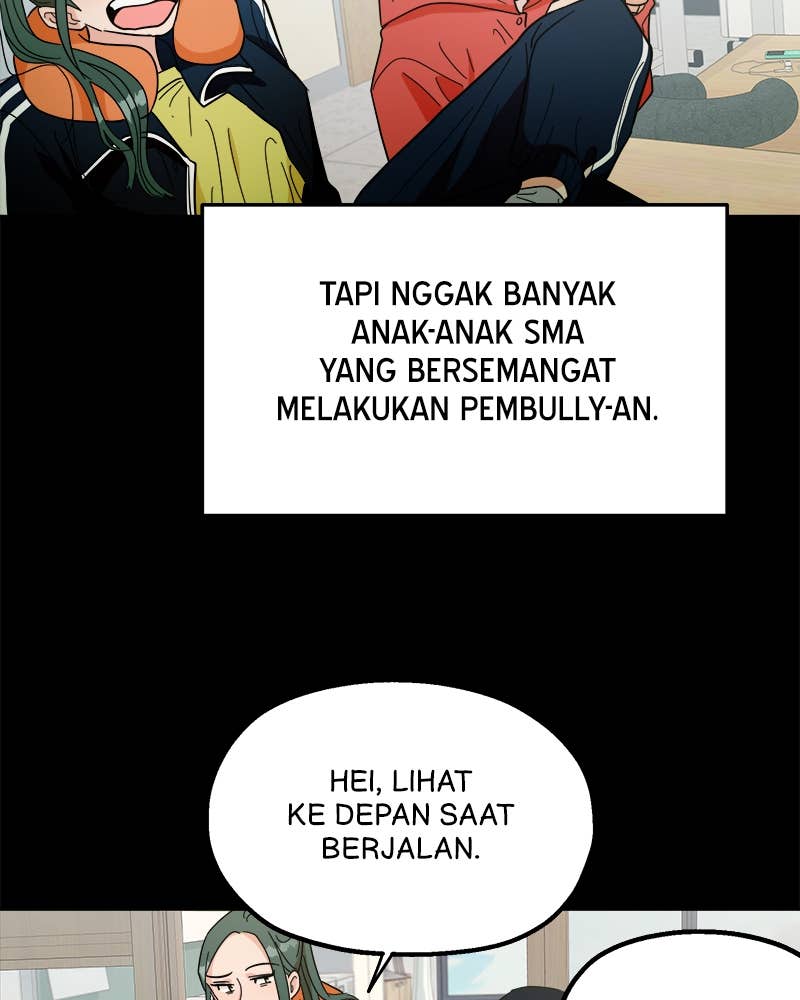 TAPI NGGAK BANYAK
ANAK-ANAK SMA
YANG BERSEMANGAT
MELAKUKAN PEMBULLY-AN.
HEI, LIHAT
KE DEPAN SAAT
BERJALAN.